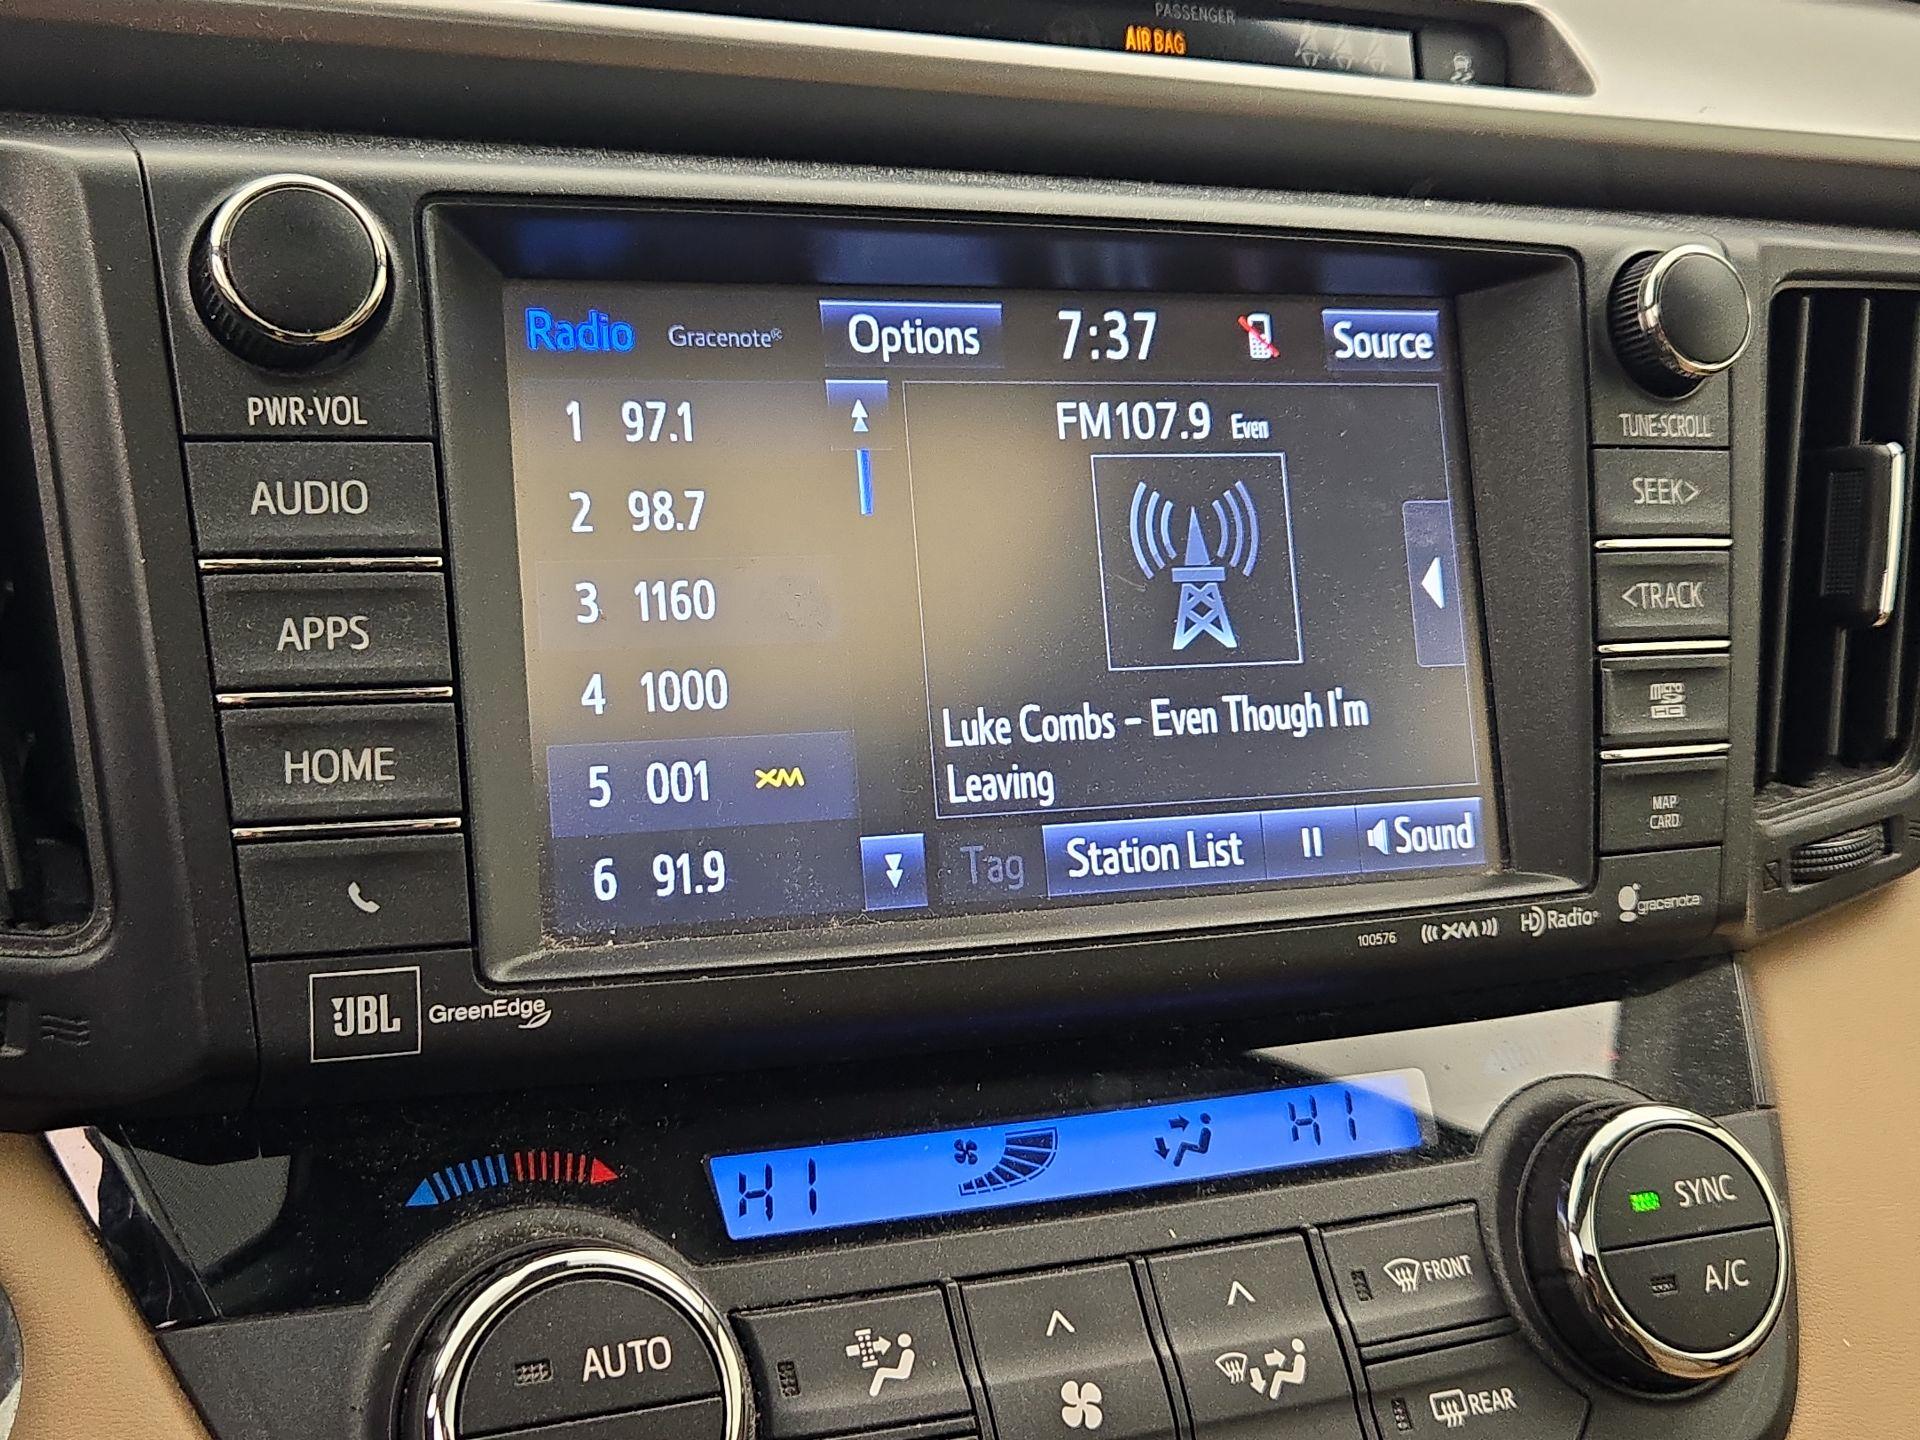 PASSENGER
AIR BAG
PWR·VOL
AUDIO
APPS
HOME
Radio
Gracenote®
Options
7:37
Source
1 97.1
2 98.7
3 1160
4 1000
5 001 XM
6 91.9
FM107.9 Even
Luke Combs – Even Though I'm
Leaving
Tag
Station List
Sound
TUNE·SCROLL
SEEK>
<TRACK
micro
HC
MAP
CARD
100576
((( XM )))
HD Radio
gracenote
JBL
GreenEdge
HI
HI
SYNC
A/C
AUTO
FRONT
REAR